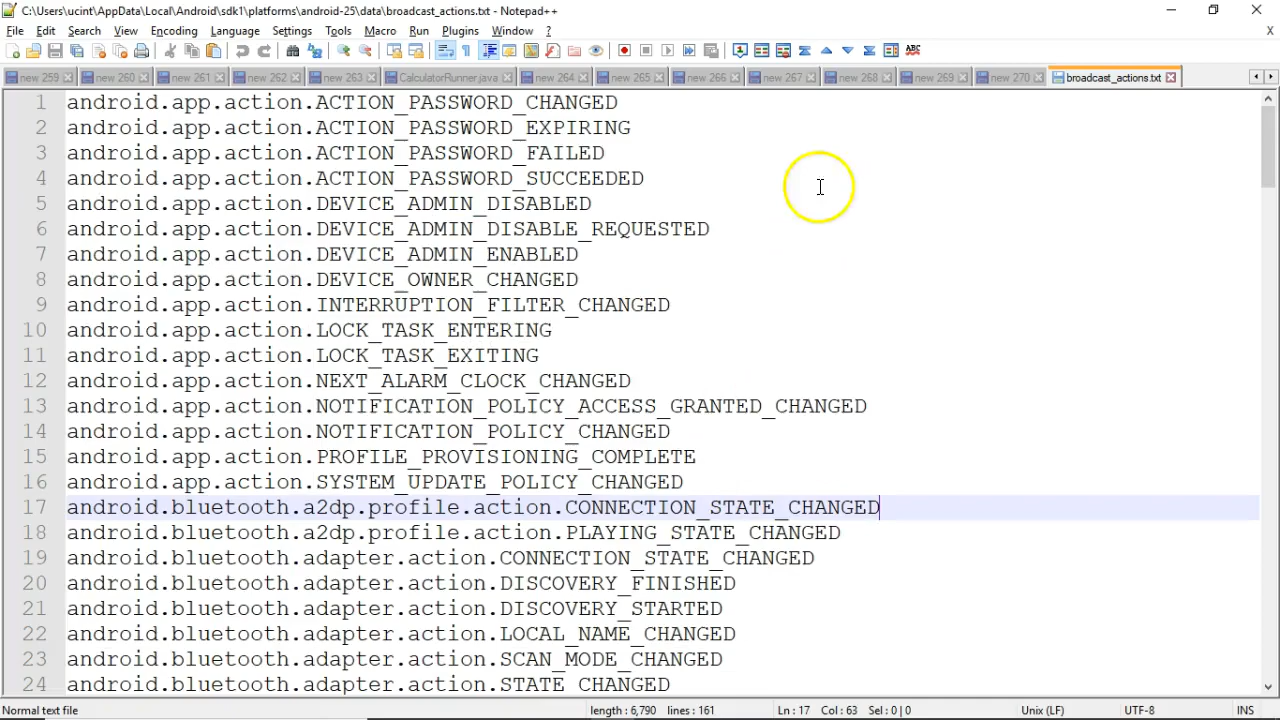 C:\Users\ucint\AppData\Local\Android\sdk1\platforms\android-25\data\broadcast_actions.txt - Notepad++
File Edit Search View Encoding Language Settings Tools Macro Run Plugins Window ? X
new 259 new 260 new 261 new 262 new 263 CalculatorRunner.java new 264 new 265 new 266 new 267 new 268 new 269 new 270 broadcast_actions.txt
1 android.app.action.ACTION_PASSWORD_CHANGED
2 android.app.action.ACTION_PASSWORD_EXPIRING
3 android.app.action.ACTION_PASSWORD_FAILED
4 android.app.action.ACTION_PASSWORD_SUCCEEDED
5 android.app.action.DEVICE_ADMIN_DISABLED
6 android.app.action.DEVICE_ADMIN_DISABLE_REQUESTED
7 android.app.action.DEVICE_ADMIN_ENABLED
8 android.app.action.DEVICE_OWNER_CHANGED
9 android.app.action.INTERRUPTION_FILTER_CHANGED
10 android.app.action.LOCK_TASK_ENTERING
11 android.app.action.LOCK_TASK_EXITING
12 android.app.action.NEXT_ALARM_CLOCK_CHANGED
13 android.app.action.NOTIFICATION_POLICY_ACCESS_GRANTED_CHANGED
14 android.app.action.NOTIFICATION_POLICY_CHANGED
15 android.app.action.PROFILE_PROVISIONING_COMPLETE
16 android.app.action.SYSTEM_UPDATE_POLICY_CHANGED
17 android.bluetooth.a2dp.profile.action.CONNECTION_STATE_CHANGED
18 android.bluetooth.a2dp.profile.action.PLAYING_STATE_CHANGED
19 android.bluetooth.adapter.action.CONNECTION_STATE_CHANGED
20 android.bluetooth.adapter.action.DISCOVERY_FINISHED
21 android.bluetooth.adapter.action.DISCOVERY_STARTED
22 android.bluetooth.adapter.action.LOCAL_NAME_CHANGED
23 android.bluetooth.adapter.action.SCAN_MODE_CHANGED
24 android.bluetooth.adapter.action.STATE_CHANGED
Normal text file length : 6,790 lines : 161 Ln : 17 Col : 63 Sel : 0 | 0 Unix (LF) UTF-8 INS